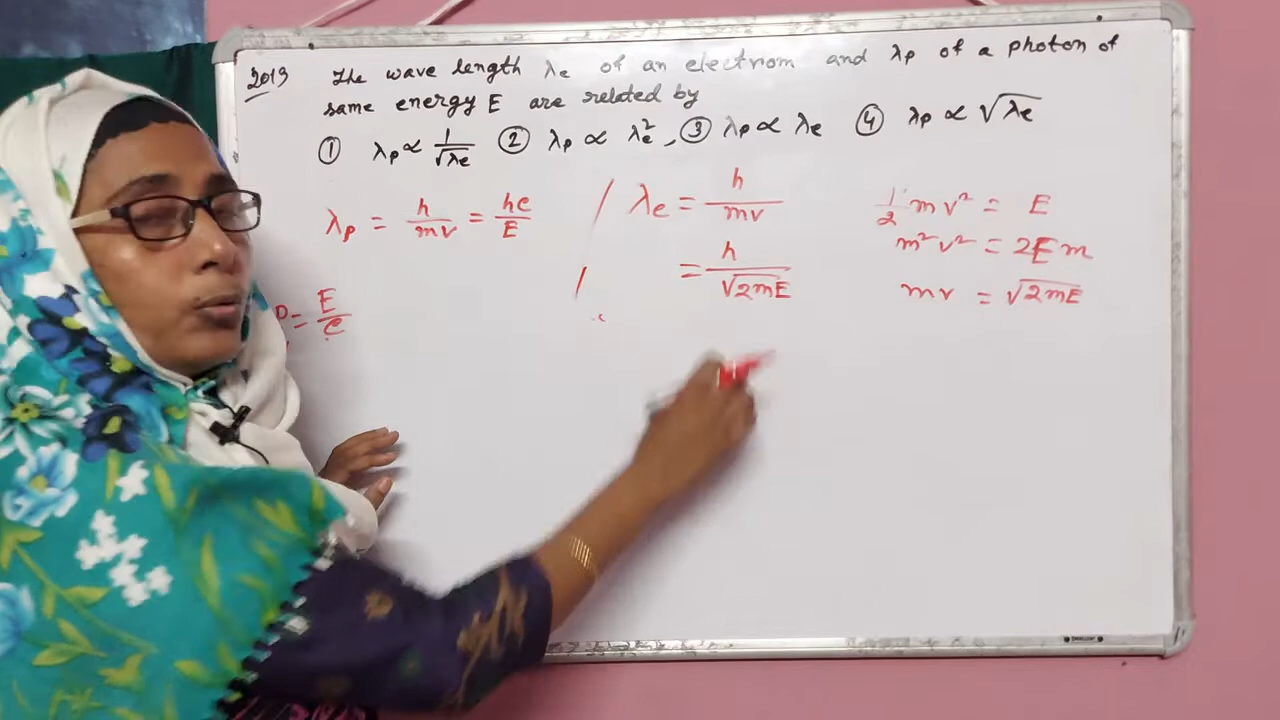 2013 The wave length λe of an electrom and λp of a photon of
same energy E are related by
① λp ∝ 1/√λe ② λp ∝ λe², ③ λp ∝ λe ④ λp ∝ √λe
λp = h/mv = hc/E
λe = h/mv
= h/√2mE
1/2 mv² = E
m²v² = 2Em
mv = √2mE
p = E/c